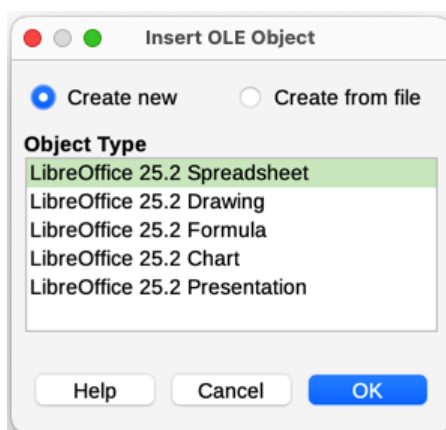 Insert OLE Object
Create new Create from file
Object Type
LibreOffice 25.2 Spreadsheet
LibreOffice 25.2 Drawing
LibreOffice 25.2 Formula
LibreOffice 25.2 Chart
LibreOffice 25.2 Presentation
Help Cancel OK